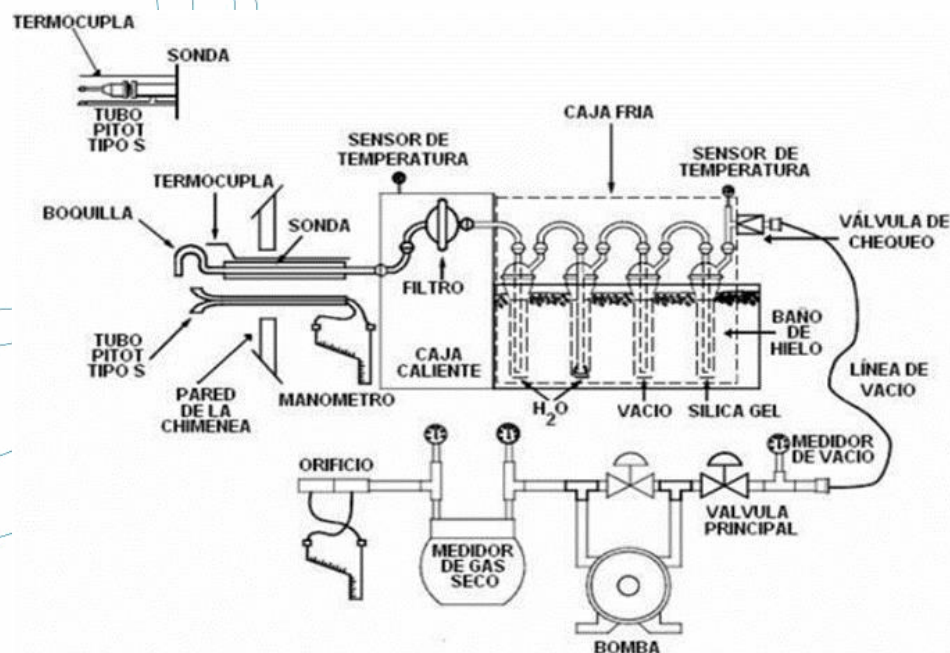 TERMOCUPLA
SONDA
TUBO
PITOT
TIPO S
CAJA FRIA
SENSOR DE
TEMPERATURA
SENSOR DE
TEMPERATURA
TERMOCUPLA
BOQUILLA
SONDA
VÁLVULA DE
CHEQUEO
FILTRO
BAÑO
DE
HIELO
TUBO
PITOT
TIPO S
CAJA
CALIENTE
LÍNEA DE
VACIO
PARED
DE LA
CHIMENEA
MANOMETRO
H2O
VACIO
SILICA GEL
MEDIDOR
DE VACIO
ORIFICIO
VALVULA
PRINCIPAL
MEDIDOR
DE GAS
SECO
BOMBA